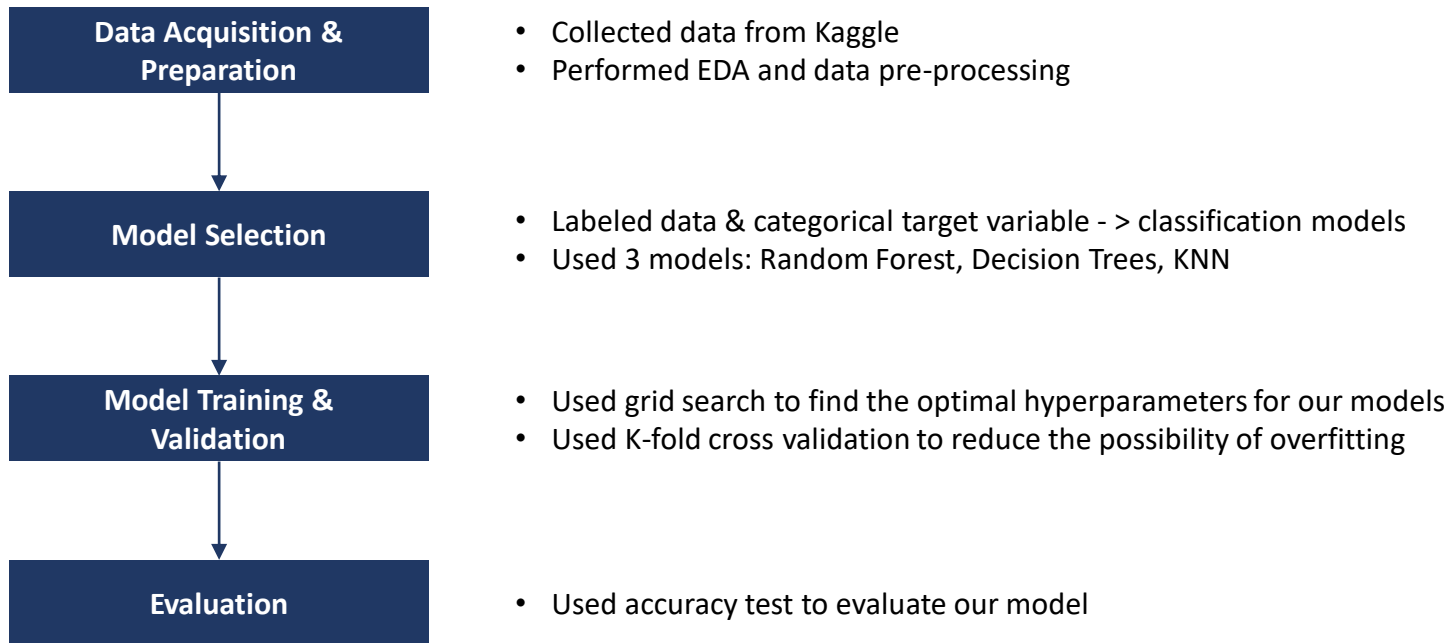 Data Acquisition &
Preparation
• Collected data from Kaggle
• Performed EDA and data pre-processing
Model Selection
• Labeled data & categorical target variable - > classification models
• Used 3 models: Random Forest, Decision Trees, KNN
Model Training &
Validation
• Used grid search to find the optimal hyperparameters for our models
• Used K-fold cross validation to reduce the possibility of overfitting
Evaluation
• Used accuracy test to evaluate our model